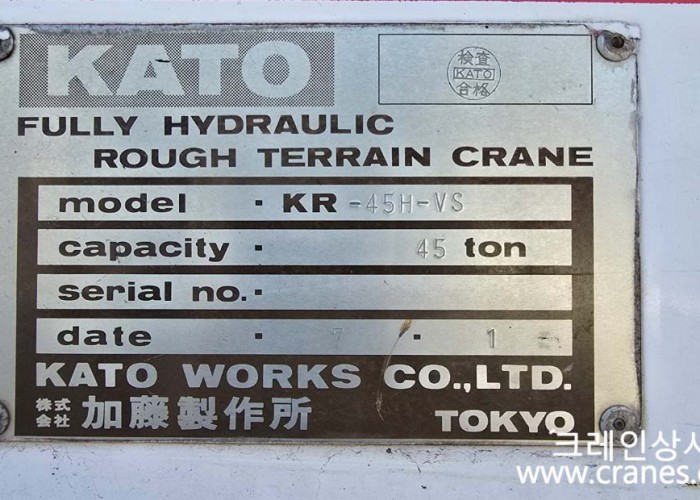 KATO
検査
KATO
合格
FULLY HYDRAULIC
ROUGH TERRAIN CRANE
model · KR-45H-VS
capacity · 45 ton
serial no.·
date · 7 · 1
KATO WORKS CO.,LTD.
株式会社 加藤製作所 TOKYO
크레인상사
www.cranes.kr